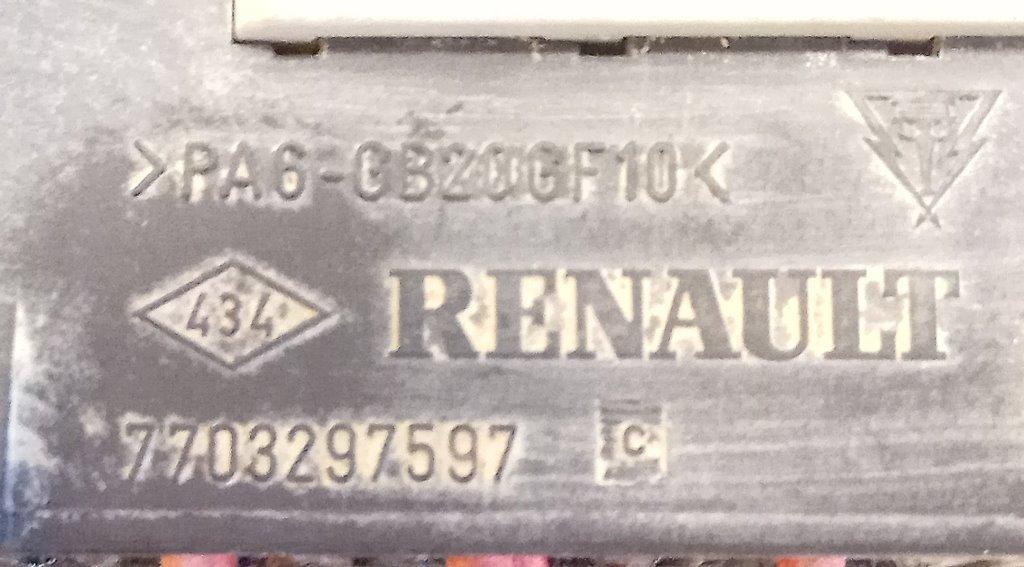 >PA6-GB20GF10<
434 RENAULT
7703297597 C